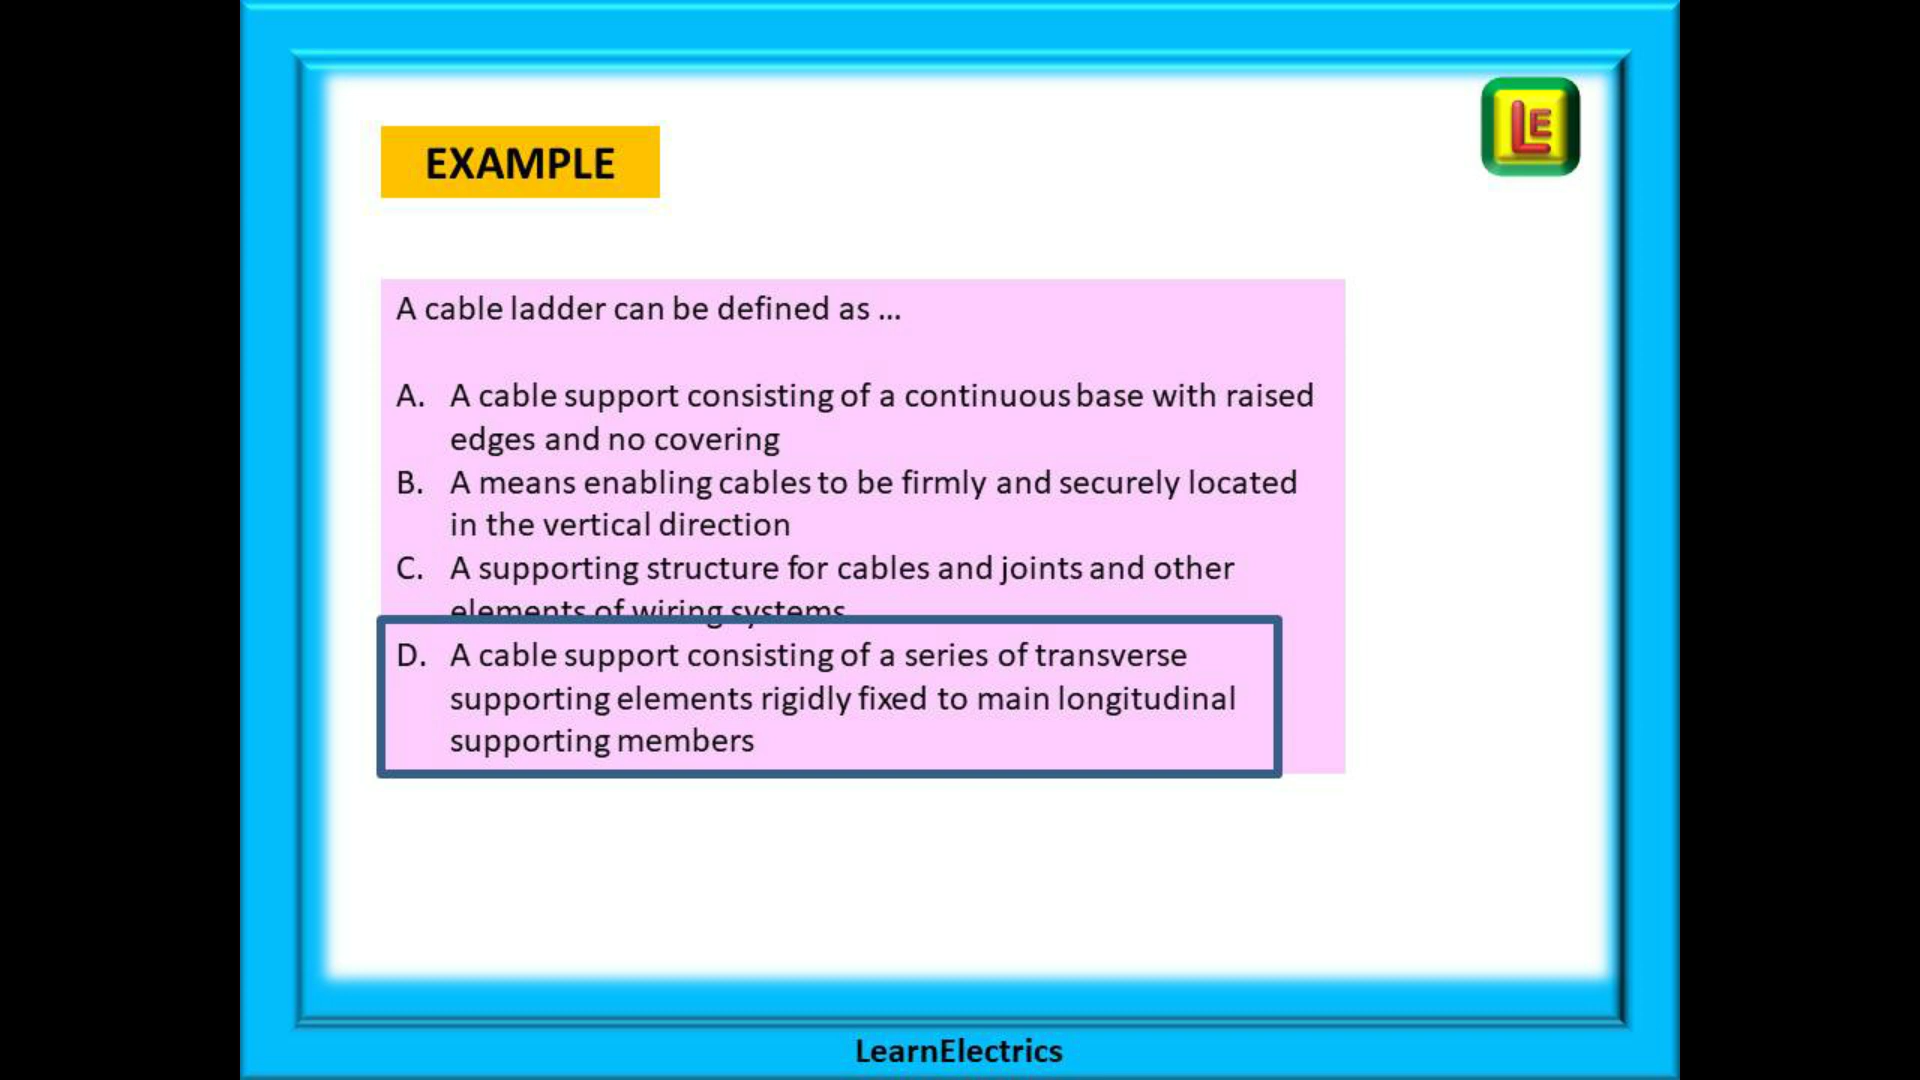 LE
EXAMPLE
A cable ladder can be defined as ...
A. A cable support consisting of a continuous base with raised
edges and no covering
B. A means enabling cables to be firmly and securely located
in the vertical direction
C. A supporting structure for cables and joints and other
elements of wiring systems
D. A cable support consisting of a series of transverse
supporting elements rigidly fixed to main longitudinal
supporting members
LearnElectrics